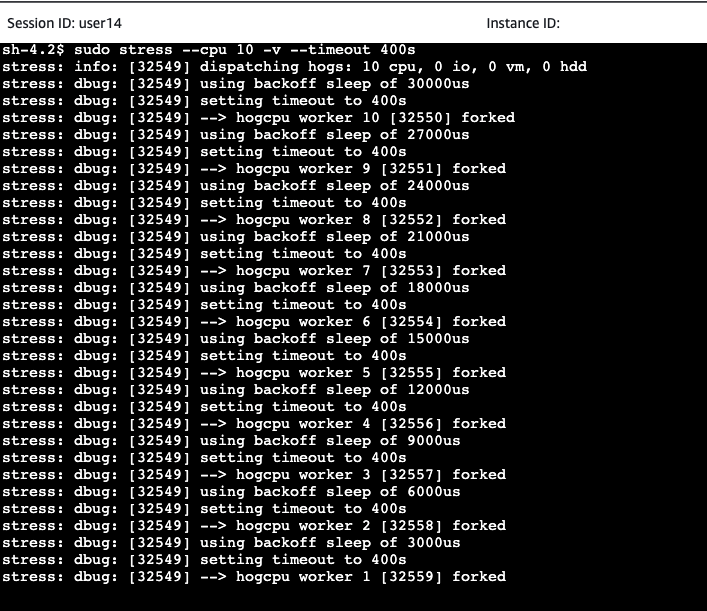 Session ID: user14 Instance ID:
sh-4.2$ sudo stress --cpu 10 -v --timeout 400s
stress: info: [32549] dispatching hogs: 10 cpu, 0 io, 0 vm, 0 hdd
stress: dbug: [32549] using backoff sleep of 30000us
stress: dbug: [32549] setting timeout to 400s
stress: dbug: [32549] --> hogcpu worker 10 [32550] forked
stress: dbug: [32549] using backoff sleep of 27000us
stress: dbug: [32549] setting timeout to 400s
stress: dbug: [32549] --> hogcpu worker 9 [32551] forked
stress: dbug: [32549] using backoff sleep of 24000us
stress: dbug: [32549] setting timeout to 400s
stress: dbug: [32549] --> hogcpu worker 8 [32552] forked
stress: dbug: [32549] using backoff sleep of 21000us
stress: dbug: [32549] setting timeout to 400s
stress: dbug: [32549] --> hogcpu worker 7 [32553] forked
stress: dbug: [32549] using backoff sleep of 18000us
stress: dbug: [32549] setting timeout to 400s
stress: dbug: [32549] --> hogcpu worker 6 [32554] forked
stress: dbug: [32549] using backoff sleep of 15000us
stress: dbug: [32549] setting timeout to 400s
stress: dbug: [32549] --> hogcpu worker 5 [32555] forked
stress: dbug: [32549] using backoff sleep of 12000us
stress: dbug: [32549] setting timeout to 400s
stress: dbug: [32549] --> hogcpu worker 4 [32556] forked
stress: dbug: [32549] using backoff sleep of 9000us
stress: dbug: [32549] setting timeout to 400s
stress: dbug: [32549] --> hogcpu worker 3 [32557] forked
stress: dbug: [32549] using backoff sleep of 6000us
stress: dbug: [32549] setting timeout to 400s
stress: dbug: [32549] --> hogcpu worker 2 [32558] forked
stress: dbug: [32549] using backoff sleep of 3000us
stress: dbug: [32549] setting timeout to 400s
stress: dbug: [32549] --> hogcpu worker 1 [32559] forked